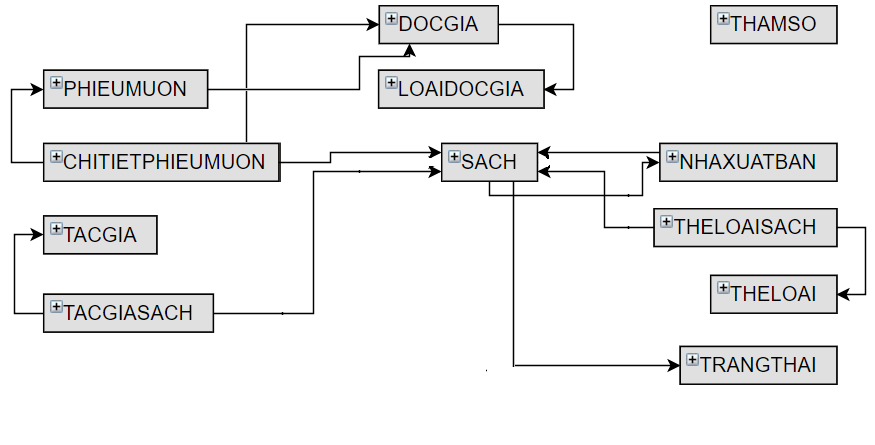 DOCGIA
THAMSO
PHIEUMUON
LOAIDOCGIA
CHITIETPHIEUMUON
SACH
NHAXUATBAN
TACGIA
THELOAISACH
THELOAI
TACGIASACH
TRANGTHAI